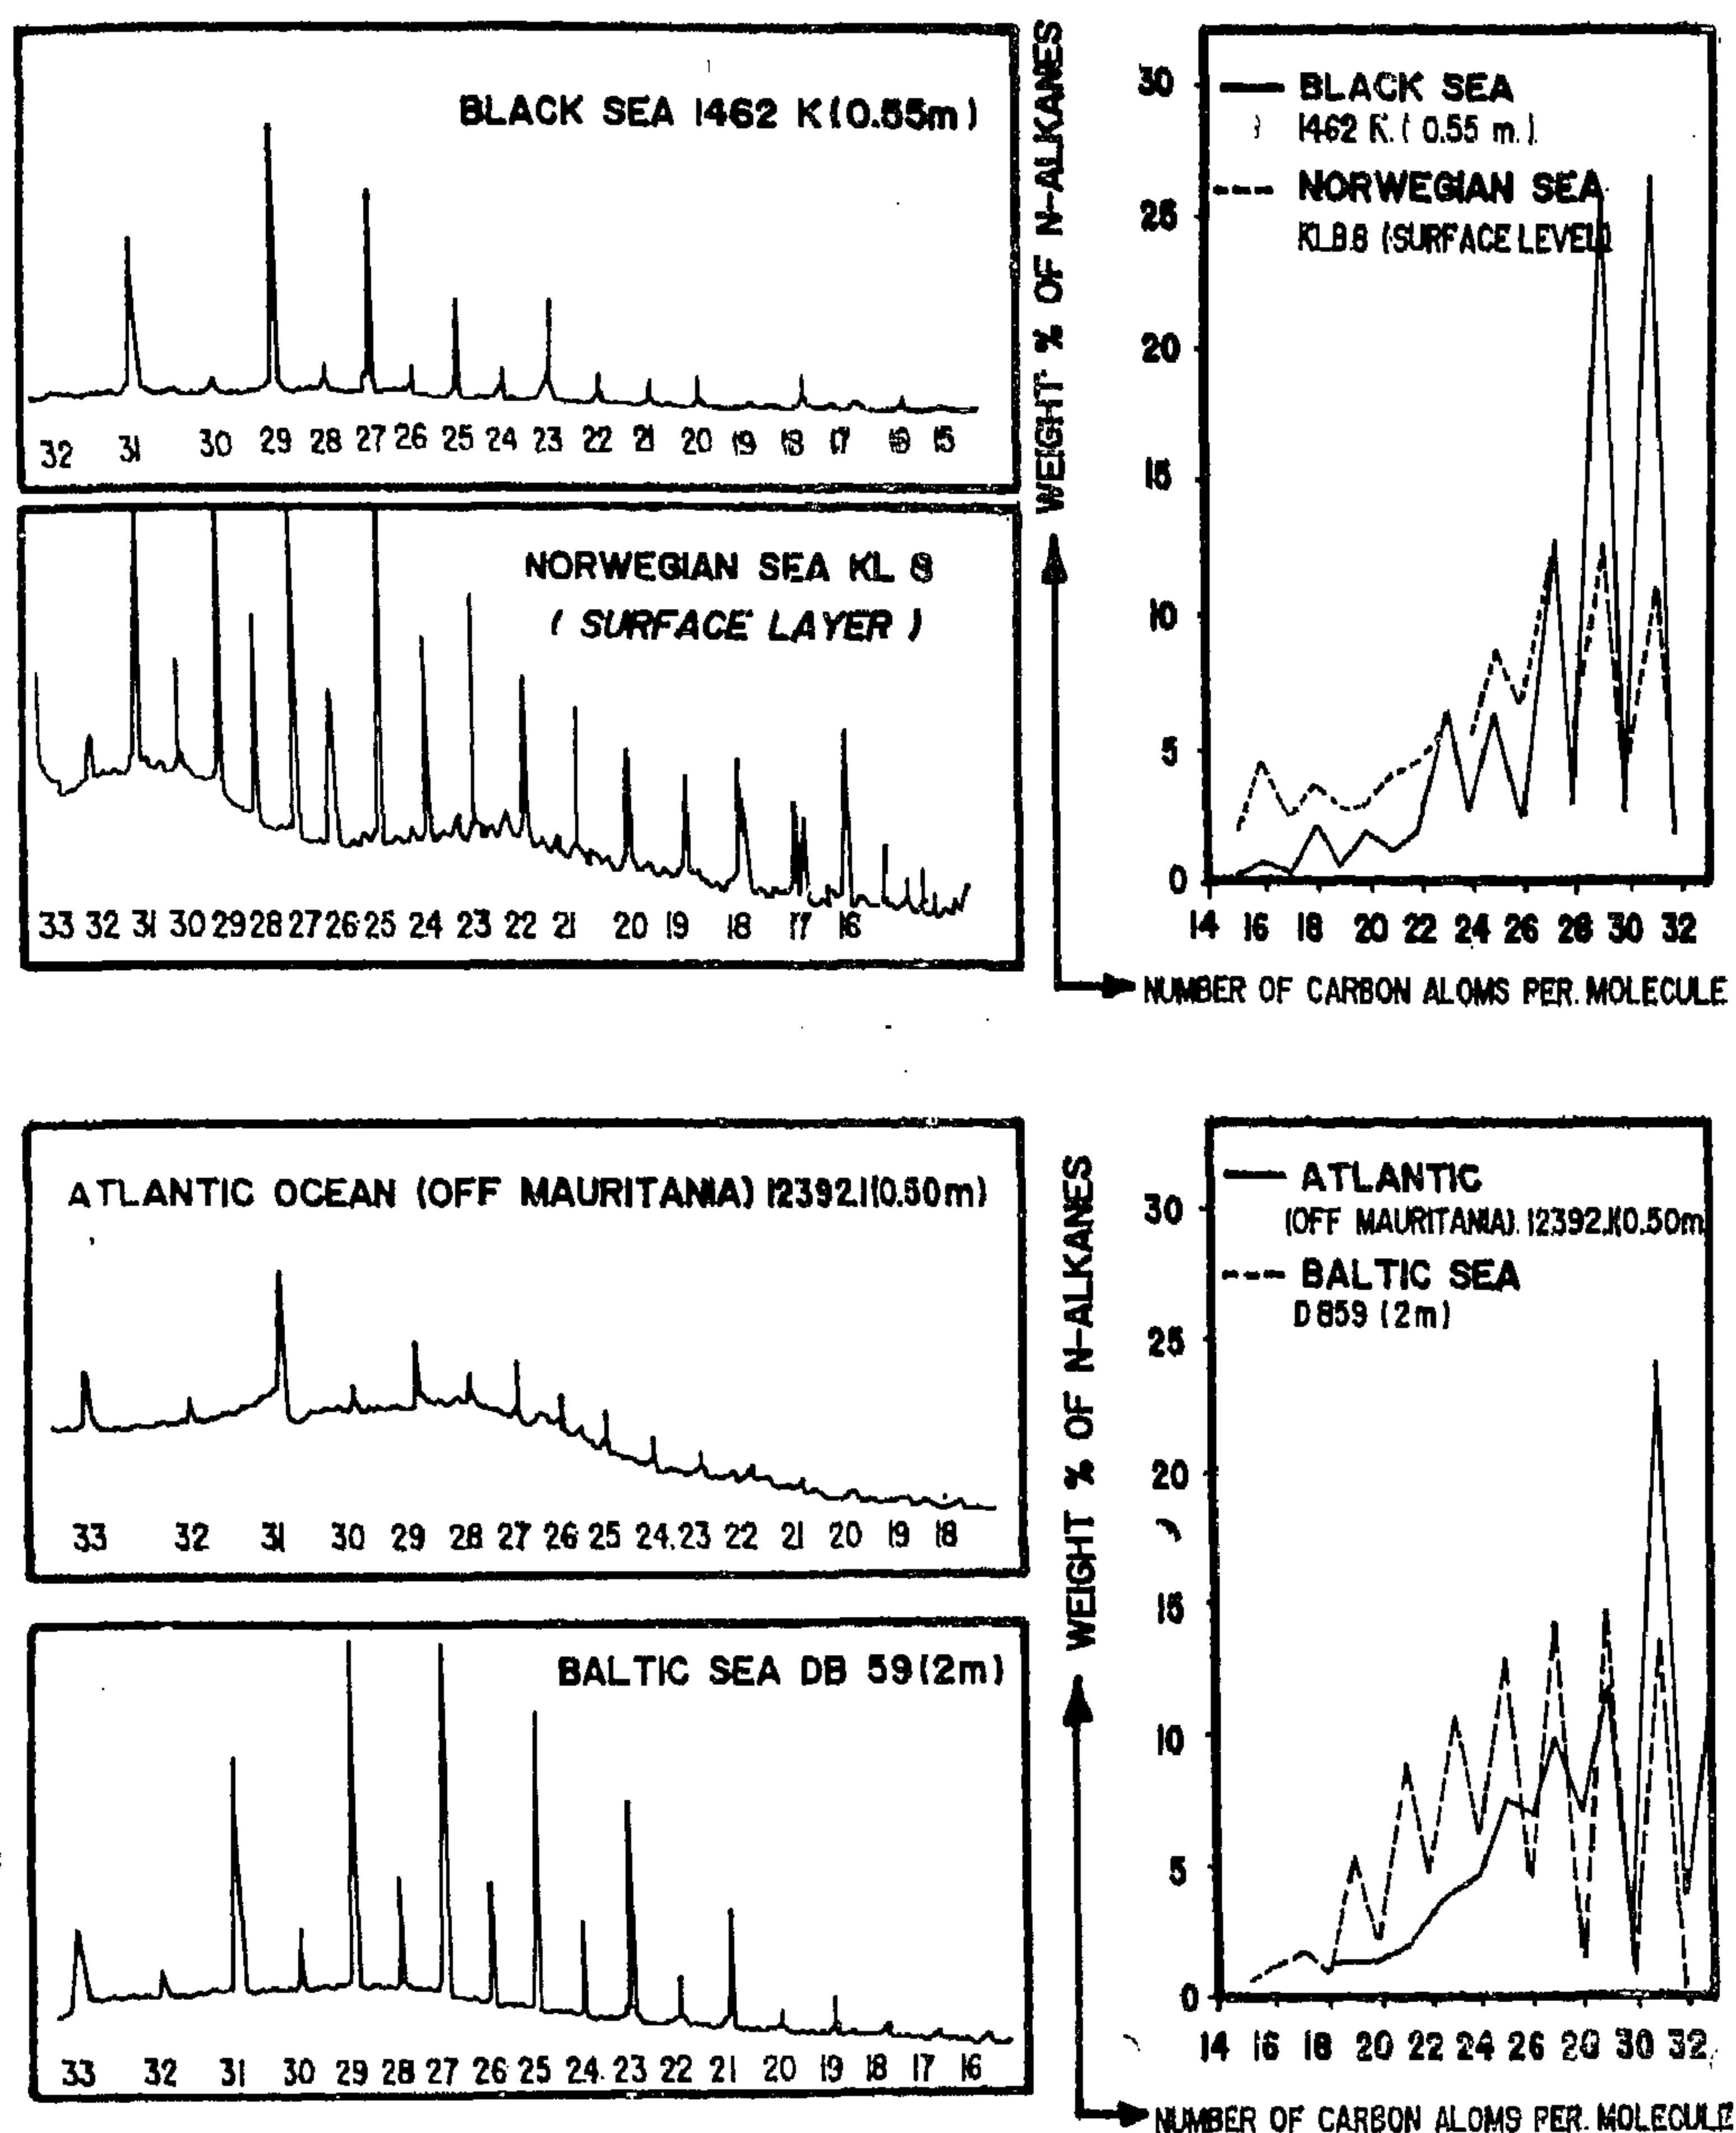 BLACK SEA 1462 K (0.55m)
32 31 30 29 28 27 26 25 24 23 22 21 20 19 18 17 16 15
NORWEGIAN SEA KL 8
( SURFACE LAYER )
33 32 31 30 29 28 27 26 25 24 23 22 21 20 19 18 17 16
WEIGHT % OF N-ALKANES
30
25
20
15
10
5
0
BLACK SEA
1462 K. ( 0.55 m. )
NORWEGIAN SEA
(SURFACE LEVEL)
14 16 18 20 22 24 26 28 30 32
NUMBER OF CARBON ALOMS PER. MOLECULE
ATLANTIC OCEAN (OFF MAURITANIA) 12392.1(0.50m)
33 32 31 30 29 28 27 26 25 24. 23 22 21 20 19 18
BALTIC SEA DB 59 (2m)
33 32 31 30 29 28 27 26 25 24. 23 22 21 20 19 18 17 16
WEIGHT % OF N-ALKANES
30
25
20
15
10
5
0
ATLANTIC
(OFF MAURITANIA). (0.50m
BALTIC SEA
D859 (2m)
14 16 18 20 22 24 26 28 30 32
NUMBER OF CARBON ALOMS PER. MOLECULE